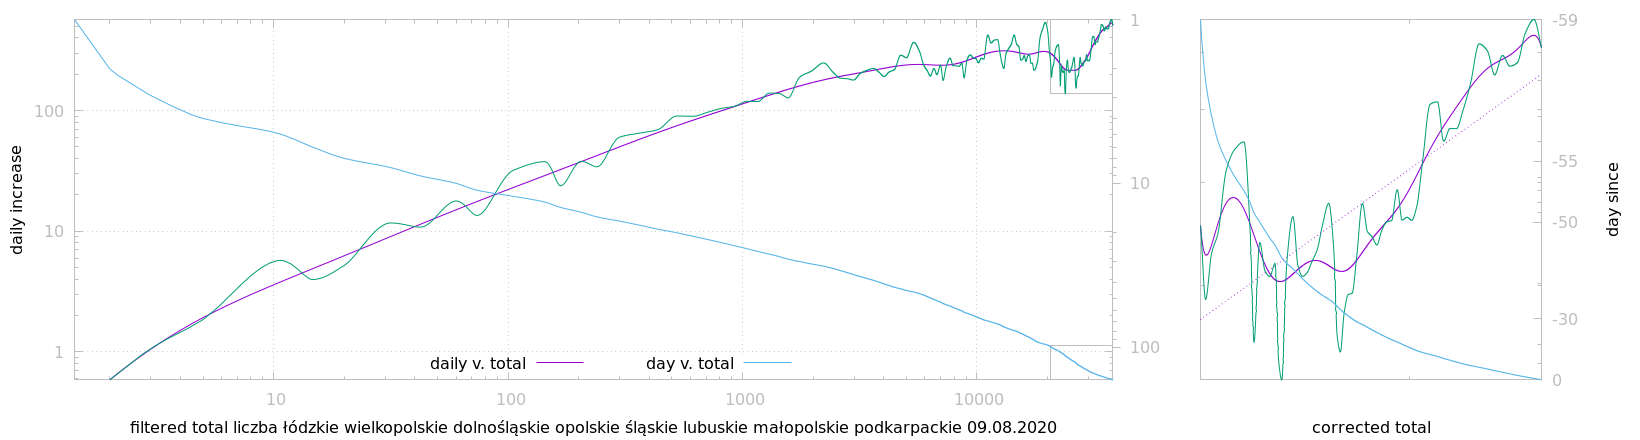 1
-59
100
daily increase
10
-55
-50
day since
10
-30
1
daily v. total
day v. total
100
0
10
100
1000
10000
filtered total liczba łódzkie wielkopolskie dolnośląskie opolskie śląskie lubuskie małopolskie podkarpackie 09.08.2020
corrected total